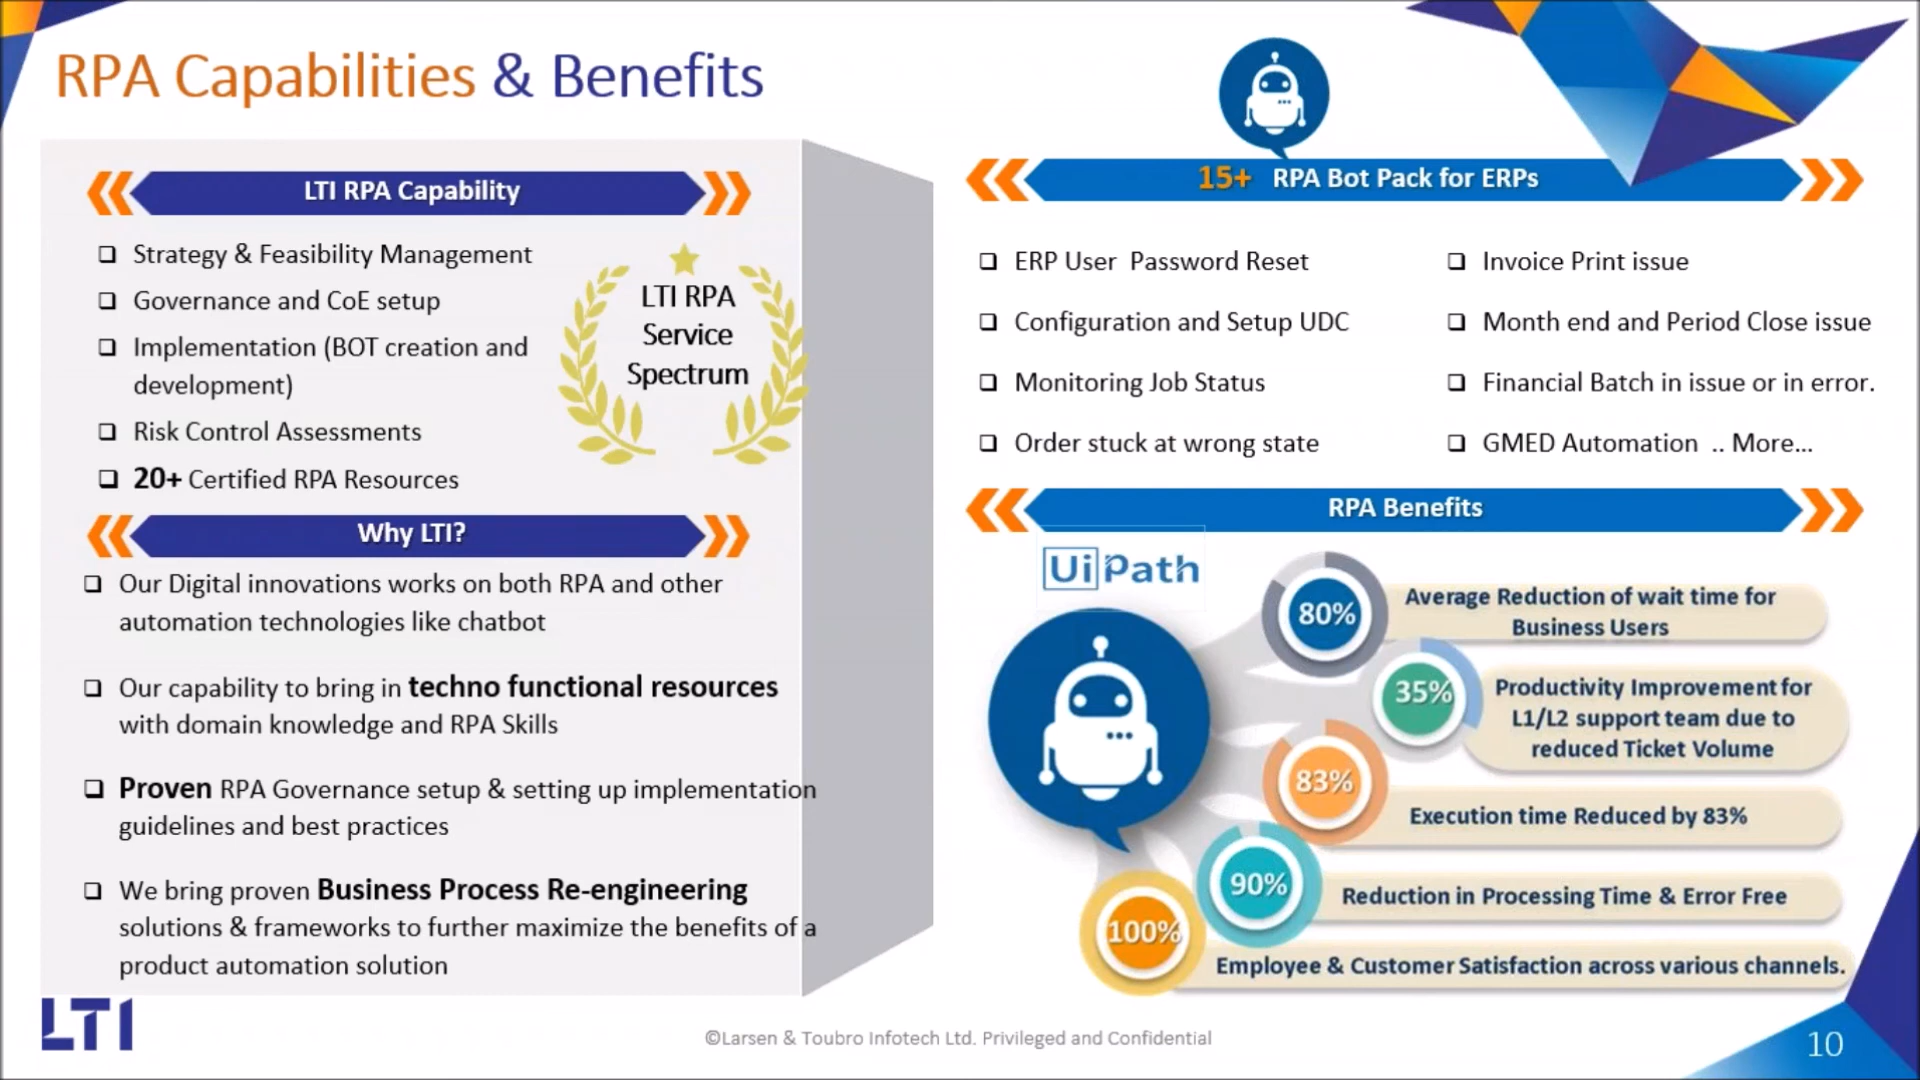 RPA Capabilities & Benefits
LTI RPA Capability
Strategy & Feasibility Management
Governance and CoE setup
Implementation (BOT creation and
development)
Risk Control Assessments
20+ Certified RPA Resources
LTI RPA
Service
Spectrum
Why LTI?
Our Digital innovations works on both RPA and other
automation technologies like chatbot
Our capability to bring in techno functional resources
with domain knowledge and RPA Skills
Proven RPA Governance setup & setting up implementation
guidelines and best practices
We bring proven Business Process Re-engineering
solutions & frameworks to further maximize the benefits of a
product automation solution
15+ RPA Bot Pack for ERPs
ERP User Password Reset
Configuration and Setup UDC
Monitoring Job Status
Order stuck at wrong state
Invoice Print issue
Month end and Period Close issue
Financial Batch in issue or in error.
GMED Automation .. More...
RPA Benefits
UiPath
80%
Average Reduction of wait time for
Business Users
35%
Productivity Improvement for
L1/L2 support team due to
reduced Ticket Volume
83%
Execution time Reduced by 83%
90%
Reduction in Processing Time & Error Free
100%
Employee & Customer Satisfaction across various channels.
LTI
©Larsen & Toubro Infotech Ltd. Privileged and Confidential
10